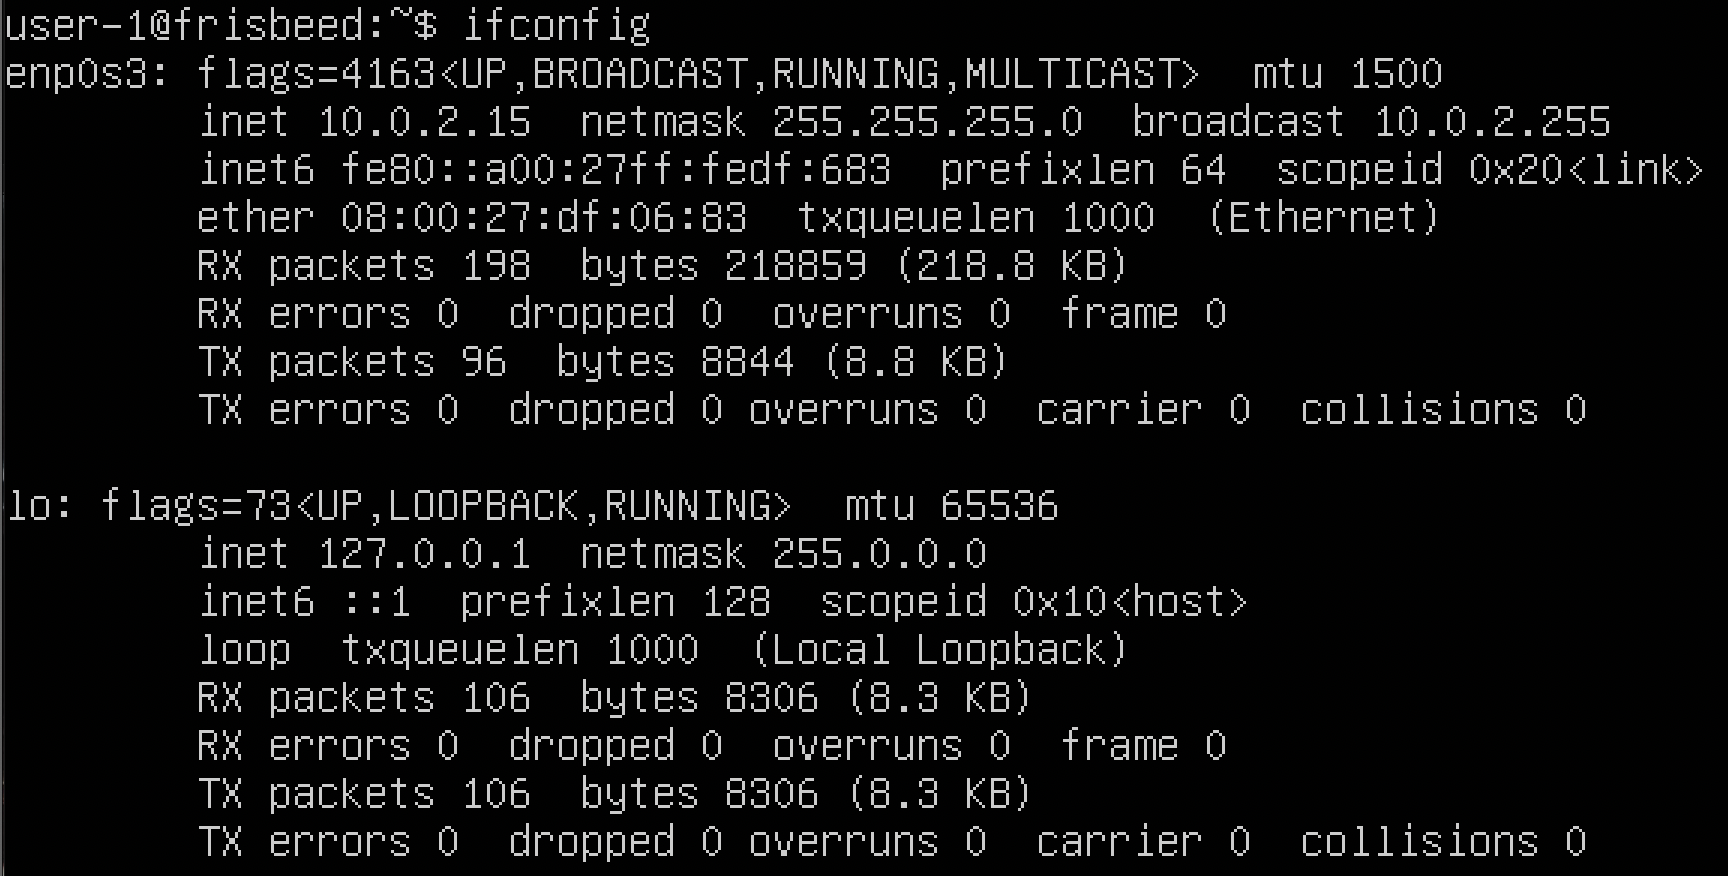 user-1@frisbeed:~$ ifconfig
enp0s3: flags=4163<UP,BROADCAST,RUNNING,MULTICAST>  mtu 1500
        inet 10.0.2.15  netmask 255.255.255.0  broadcast 10.0.2.255
        inet6 fe80::a00:27ff:fedf:683  prefixlen 64  scopeid 0x20<link>
        ether 08:00:27:df:06:83  txqueuelen 1000  (Ethernet)
        RX packets 198  bytes 218859 (218.8 KB)
        RX errors 0  dropped 0  overruns 0  frame 0
        TX packets 96  bytes 8844 (8.8 KB)
        TX errors 0  dropped 0 overruns 0  carrier 0  collisions 0

lo: flags=73<UP,LOOPBACK,RUNNING>  mtu 65536
        inet 127.0.0.1  netmask 255.0.0.0
        inet6 ::1  prefixlen 128  scopeid 0x10<host>
        loop  txqueuelen 1000  (Local Loopback)
        RX packets 106  bytes 8306 (8.3 KB)
        RX errors 0  dropped 0  overruns 0  frame 0
        TX packets 106  bytes 8306 (8.3 KB)
        TX errors 0  dropped 0 overruns 0  carrier 0  collisions 0